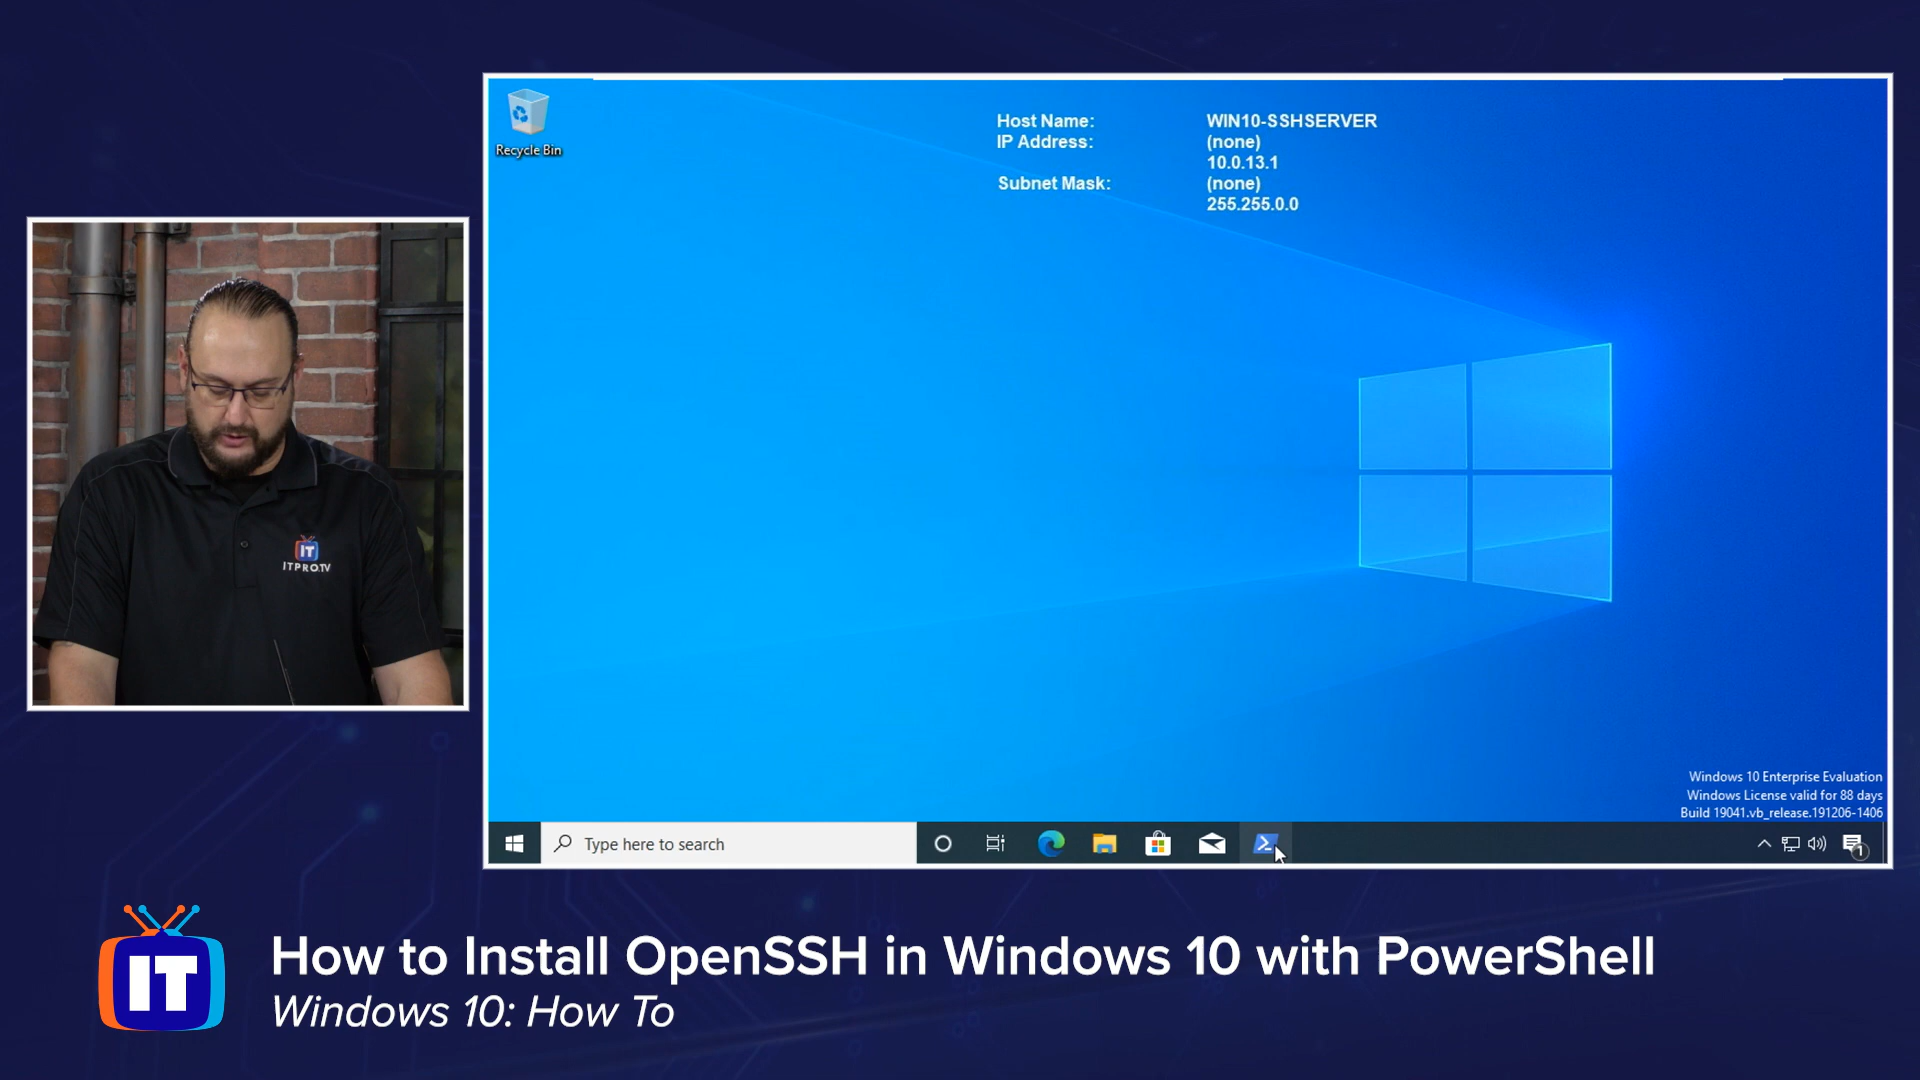 Recycle Bin
Host Name: WIN10-SSHSERVER
IP Address: (none)
10.0.13.1
Subnet Mask: (none)
255.255.0.0
IT
ITPRO.TV
Windows 10 Enterprise Evaluation
Windows License valid for 88 days
Build 19041.vb_release.191206-1406
Type here to search
1
IT
How to Install OpenSSH in Windows 10 with PowerShell
Windows 10: How To